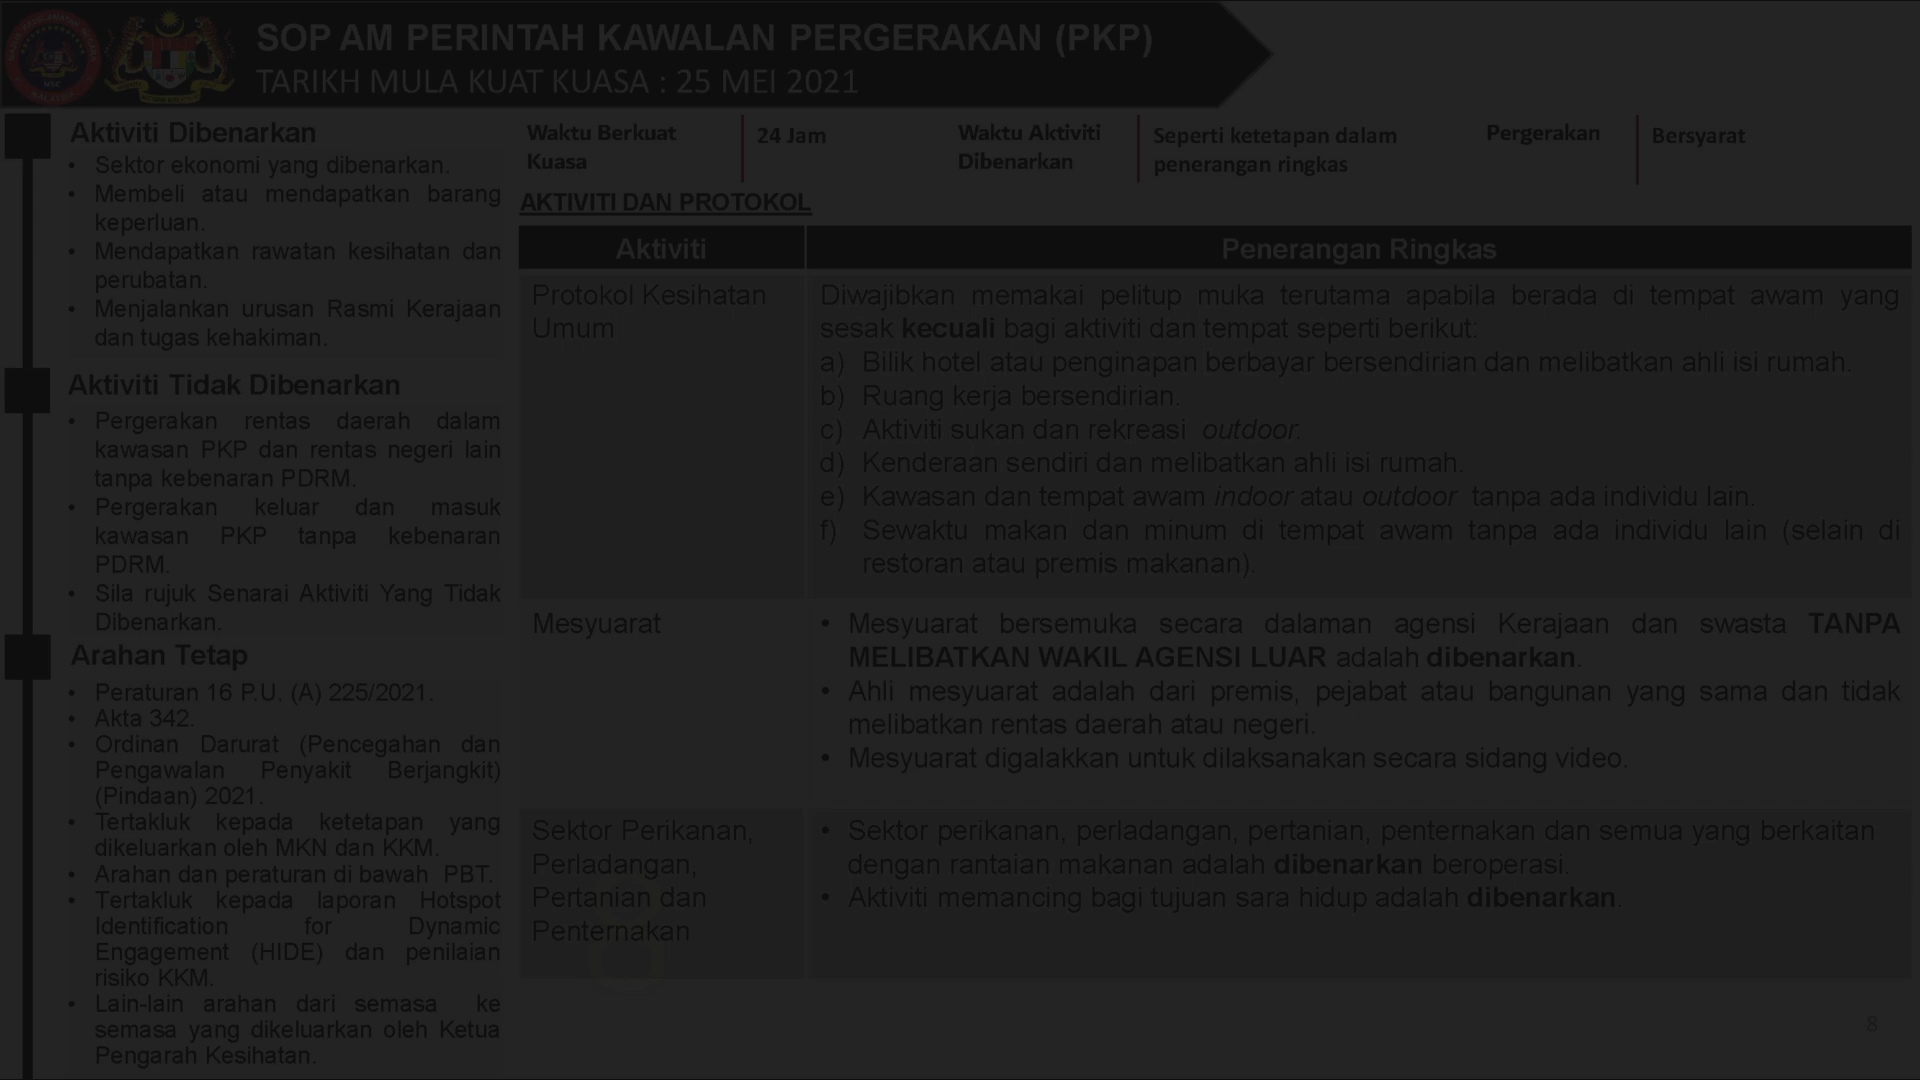 SOP AM PERINTAH KAWALAN PERGERAKAN (PKP)
TARIKH MULA KUAT KUASA : 25 MEI 2021
Aktiviti Dibenarkan
• Sektor ekonomi yang dibenarkan.
• Membeli atau mendapatkan barang
keperluan.
• Mendapatkan rawatan kesihatan dan
perubatan.
• Menjalankan urusan Rasmi Kerajaan
dan tugas kehakiman.
Aktiviti Tidak Dibenarkan
• Pergerakan rentas daerah dalam
kawasan PKP dan rentas negeri lain
tanpa kebenaran PDRM.
• Pergerakan keluar dan masuk
kawasan PKP tanpa kebenaran
PDRM.
• Sila rujuk Senarai Aktiviti Yang Tidak
Dibenarkan.
Arahan Tetap
• Peraturan 16 P.U. (A) 225/2021.
• Akta 342.
• Ordinan Darurat (Pencegahan dan
Pengawalan Penyakit Berjangkit)
(Pindaan) 2021.
• Tertakluk kepada ketetapan yang
dikeluarkan oleh MKN dan KKM.
• Arahan dan peraturan di bawah PBT.
• Tertakluk kepada laporan Hotspot
Identification for Dynamic
Engagement (HIDE) dan penilaian
risiko KKM.
• Lain-lain arahan dari semasa ke
semasa yang dikeluarkan oleh Ketua
Pengarah Kesihatan.
Waktu Berkuat
Kuasa
24 Jam
Waktu Aktiviti
Dibenarkan
Seperti ketetapan dalam
penerangan ringkas
Pergerakan
Bersyarat
AKTIVITI DAN PROTOKOL
Aktiviti
Penerangan Ringkas
Protokol Kesihatan
Umum
Diwajibkan memakai pelitup muka terutama apabila berada di tempat awam yang
sesak kecuali bagi aktiviti dan tempat seperti berikut:
a) Bilik hotel atau penginapan berbayar bersendirian dan melibatkan ahli isi rumah.
b) Ruang kerja bersendirian.
c) Aktiviti sukan dan rekreasi outdoor.
d) Kenderaan sendiri dan melibatkan ahli isi rumah.
e) Kawasan dan tempat awam indoor atau outdoor tanpa ada individu lain.
f) Sewaktu makan dan minum di tempat awam tanpa ada individu lain (selain di
restoran atau premis makanan).
Mesyuarat
• Mesyuarat bersemuka secara dalaman agensi Kerajaan dan swasta TANPA
MELIBATKAN WAKIL AGENSI LUAR adalah dibenarkan.
• Ahli mesyuarat adalah dari premis, pejabat atau bangunan yang sama dan tidak
melibatkan rentas daerah atau negeri.
• Mesyuarat digalakkan untuk dilaksanakan secara sidang video.
Sektor Perikanan,
Perladangan,
Pertanian dan
Penternakan
• Sektor perikanan, perladangan, pertanian, penternakan dan semua yang berkaitan
dengan rantaian makanan adalah dibenarkan beroperasi.
• Aktiviti memancing bagi tujuan sara hidup adalah dibenarkan.
8
8